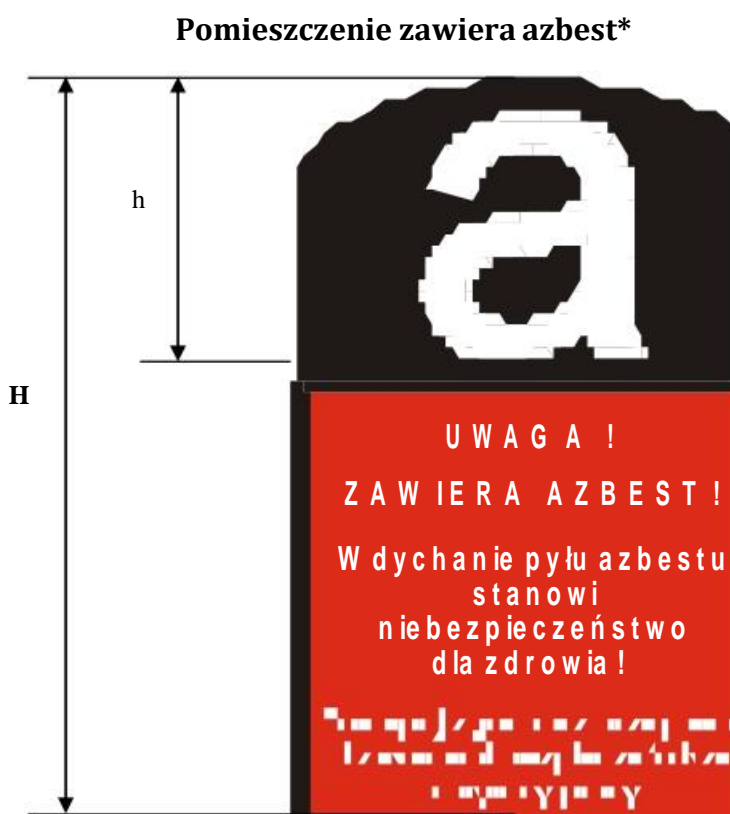 Pomieszczenie zawiera azbest*
a
h
H
UWAGA !
ZAWIERA AZBEST!
Wdychanie pyłu azbestu
stanowi
niebezpieczeństwo
dla zdrowia!